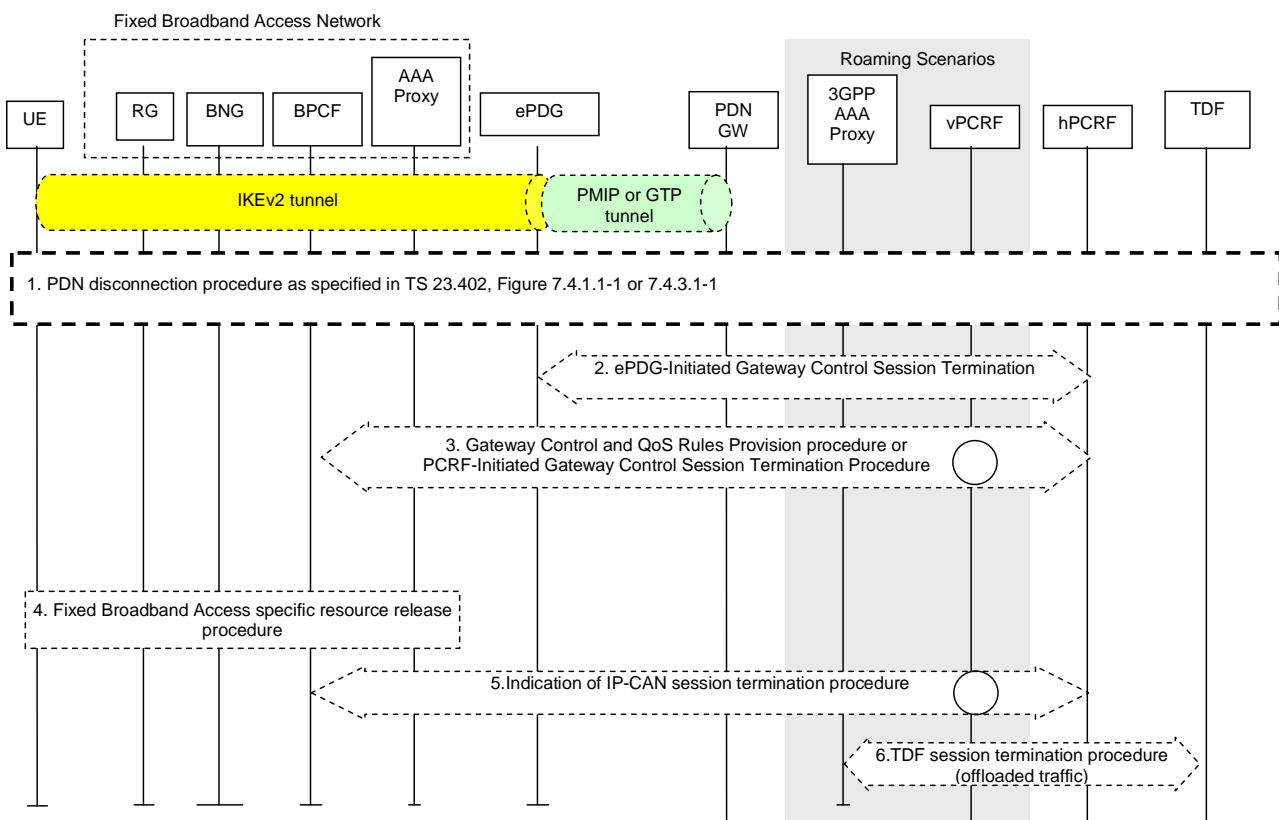 Fixed Broadband Access Network
Roaming Scenarios
UE
RG
BNG
BPCF
AAA
Proxy
ePDG
PDN
GW
3GPP
AAA
Proxy
vPCRF
hPCRF
TDF
IKEv2 tunnel
PMIP or GTP
tunnel
1. PDN disconnection procedure as specified in TS 23.402, Figure 7.4.1.1-1 or 7.4.3.1-1
2. ePDG-Initiated Gateway Control Session Termination
3. Gateway Control and QoS Rules Provision procedure or
PCRF-Initiated Gateway Control Session Termination Procedure
4. Fixed Broadband Access specific resource release
procedure
5.Indication of IP-CAN session termination procedure
6.TDF session termination procedure
(offloaded traffic)